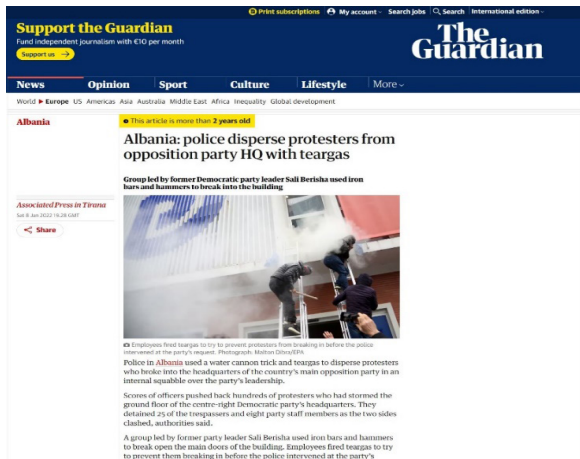 Print subscriptions My account Search jobs Search International edition
Support the Guardian
Fund independent journalism with €10 per month
Support us →
The
Guardian
News Opinion Sport Culture Lifestyle More
World Europe US Americas Asia Australia Middle East Africa Inequality Global development
Albania
This article is more than 2 years old
Albania: police disperse protesters from
opposition party HQ with teargas
Group led by former Democratic party leader Sali Berisha used iron
bars and hammers to break into the building
Associated Press in Tirana
Sat 8 Jan 2022 16.28 GMT
Share
Employees fired teargas to try to prevent protesters from breaking in before the police
intervened at the party's request. Photograph: Malton Dibra/EPA
Police in Albania used a water cannon trick and teargas to disperse protesters
who broke into the headquarters of the country's main opposition party in an
internal squabble over the party's leadership.
Scores of officers pushed back hundreds of protesters who had stormed the
ground floor of the centre-right Democratic party's headquarters. They
detained 25 of the trespassers and eight party staff members as the two sides
clashed, authorities said.
A group led by former party leader Sali Berisha used iron bars and hammers
to break open the main doors of the building. Employees fired teargas to try
to prevent them breaking in before the police intervened at the party's